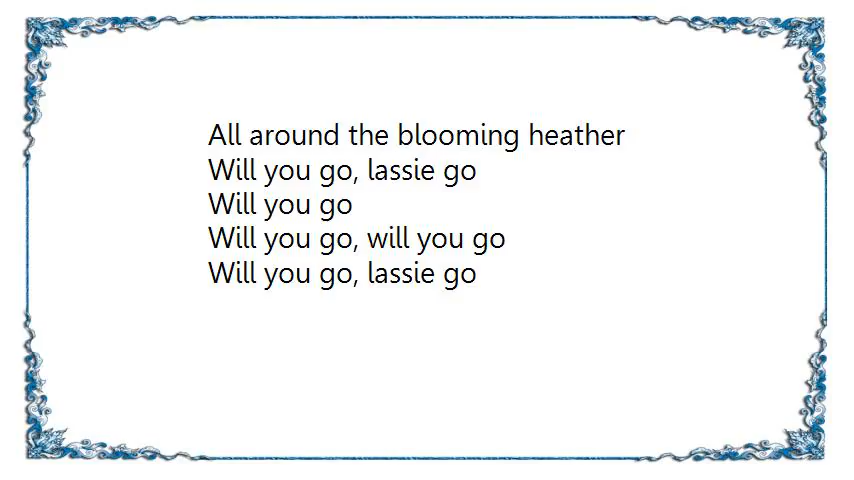 All around the blooming heather
Will you go, lassie go
Will you go
Will you go, will you go
Will you go, lassie go